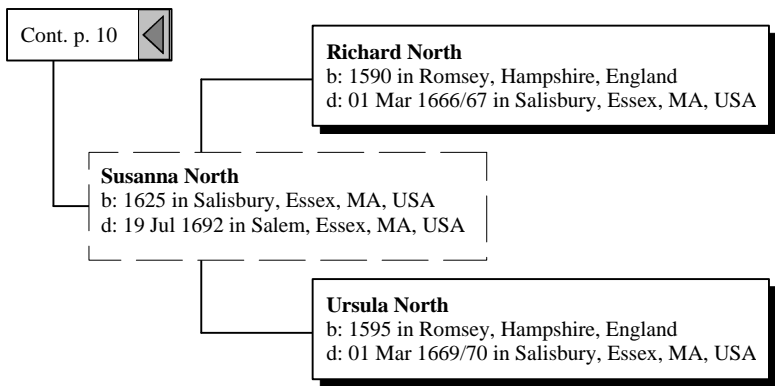 Cont. p. 10
Richard North
b: 1590 in Romsey, Hampshire, England
d: 01 Mar 1666/67 in Salisbury, Essex, MA, USA
Susanna North
b: 1625 in Salisbury, Essex, MA, USA
d: 19 Jul 1692 in Salem, Essex, MA, USA
Ursula North
b: 1595 in Romsey, Hampshire, England
d: 01 Mar 1669/70 in Salisbury, Essex, MA, USA